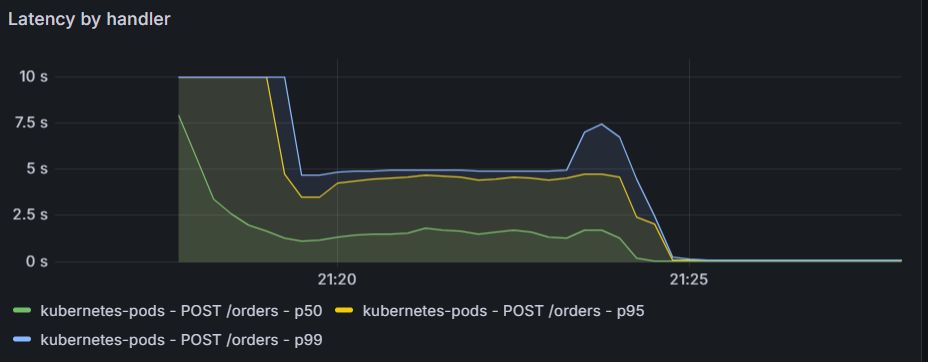 Latency by handler
10 s
7.5 s
5 s
2.5 s
0 s
21:20 21:25
kubernetes-pods - POST /orders - p50 kubernetes-pods - POST /orders - p95
kubernetes-pods - POST /orders - p99